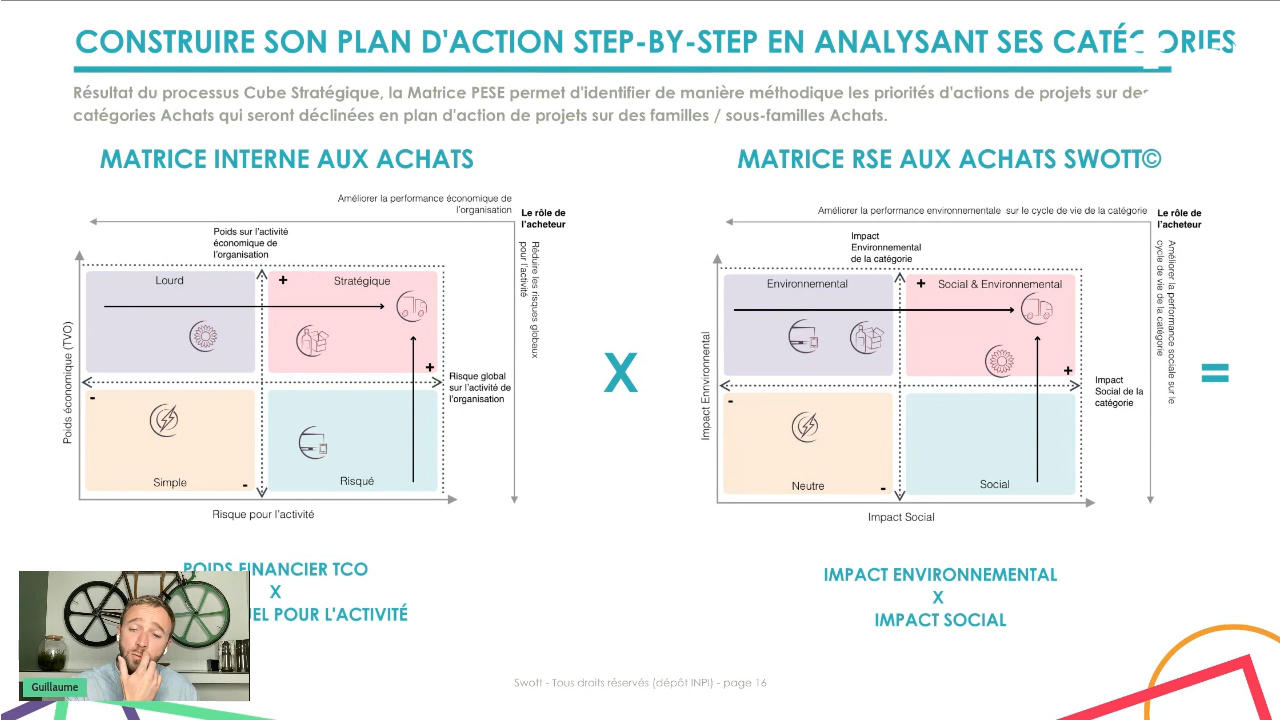 CONSTRUIRE SON PLAN D'ACTION STEP-BY-STEP EN ANALYSANT SES CATÉGORIES
Résultat du processus Cube Stratégique, la Matrice PESE permet d'identifier de manière méthodique les priorités d'actions de projets sur des
catégories Achats qui seront déclinées en plan d'action de projets sur des familles / sous-familles Achats.
MATRICE INTERNE AUX ACHATS
Améliorer la performance économique de
l'organisation
Le rôle de
l'acheteur
Poids sur l'activité
économique de
l'organisation
Réduire les risques globaux
pour l'activité
Lourd
+
Stratégique
+
Poids économique (TVO)
Risque global
sur l'activité de
l'organisation
-
Simple
-
Risqué
Risque pour l'activité
POIDS FINANCIER TCO
X
EL POUR L'ACTIVITÉ
X
MATRICE RSE AUX ACHATS SWOTT©
Améliorer la performance environnementale sur le cycle de vie de la catégorie
Le rôle de
l'acheteur
Impact
Environnemental
de la catégorie
Améliorer la performance sociale sur le
cycle de vie de la catégorie
Environnemental
+
Social & Environnemental
+
Impact Ennvironnental
Impact
Social de la
catégorie
-
Neutre
-
Social
Impact Social
IMPACT ENVIRONNEMENTAL
X
IMPACT SOCIAL
=
Guillaume
Swott - Tous droits réservés (dépôt INPI) - page 16